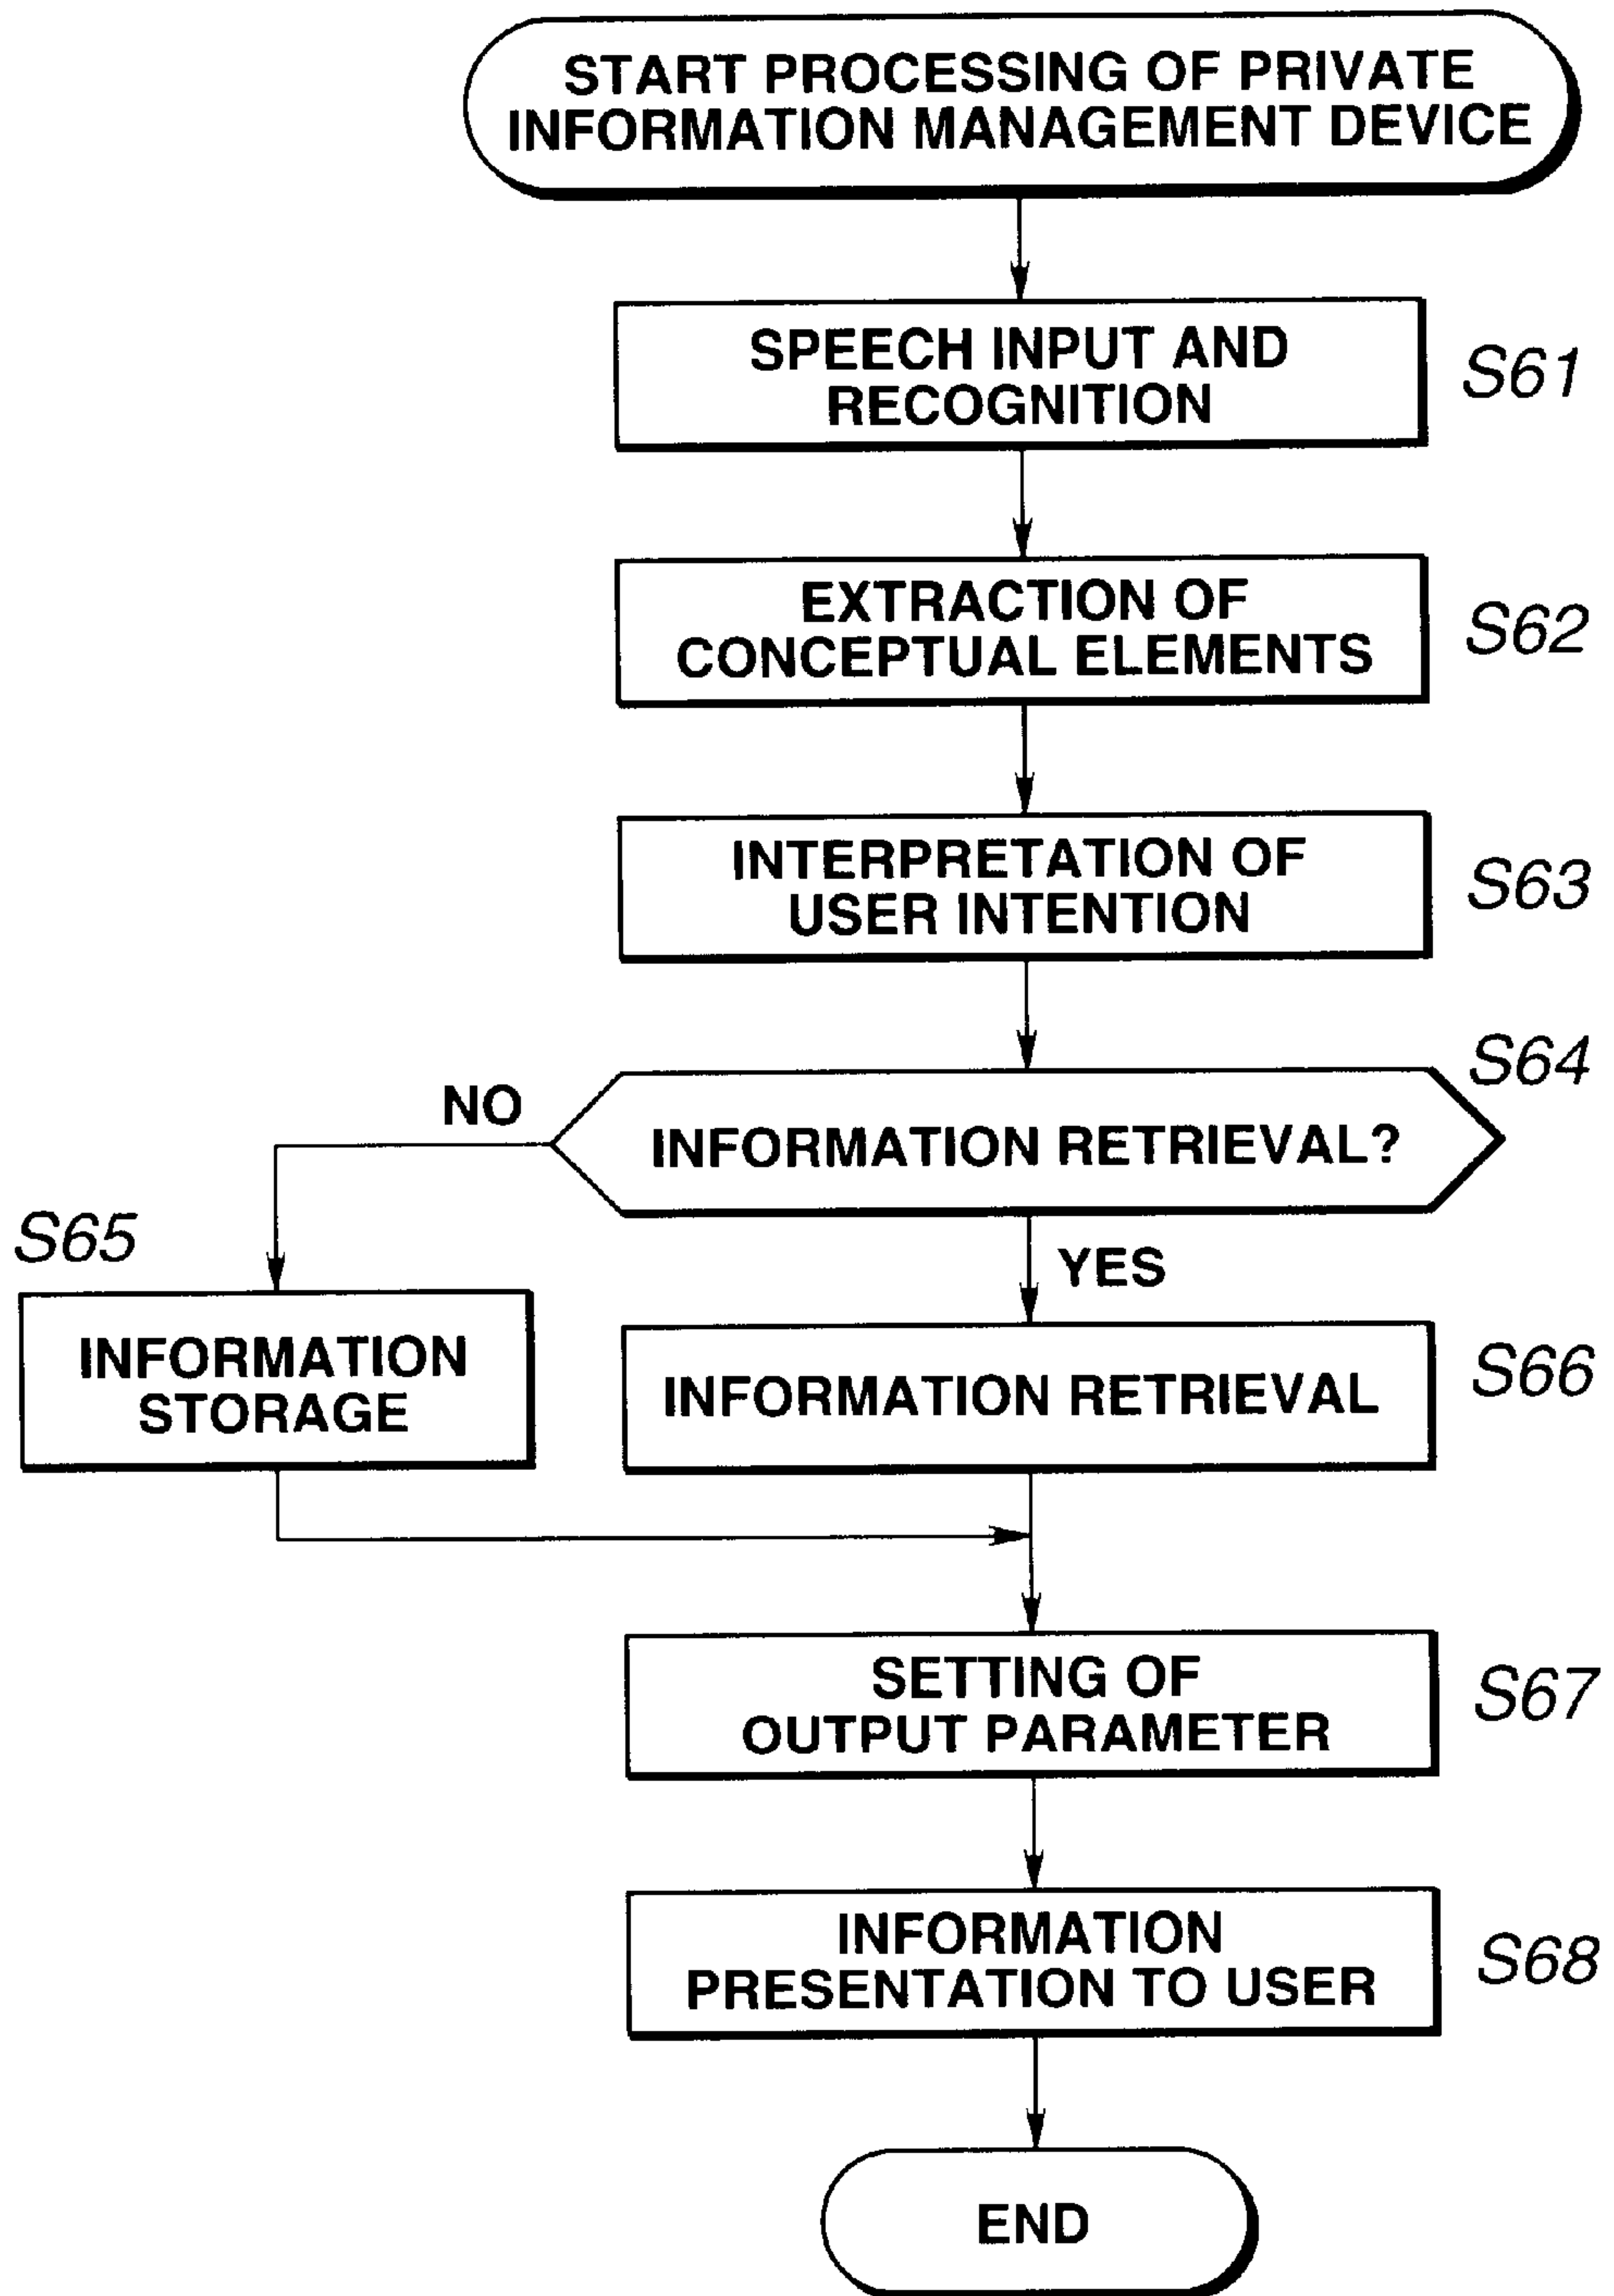 START PROCESSING OF PRIVATE
INFORMATION MANAGEMENT DEVICE
SPEECH INPUT AND
RECOGNITION
S61
EXTRACTION OF
CONCEPTUAL ELEMENTS
S62
INTERPRETATION OF
USER INTENTION
S63
S64
NO
INFORMATION RETRIEVAL?
YES
S65
INFORMATION
STORAGE
INFORMATION RETRIEVAL
S66
SETTING OF
OUTPUT PARAMETER
S67
INFORMATION
PRESENTATION TO USER
S68
END